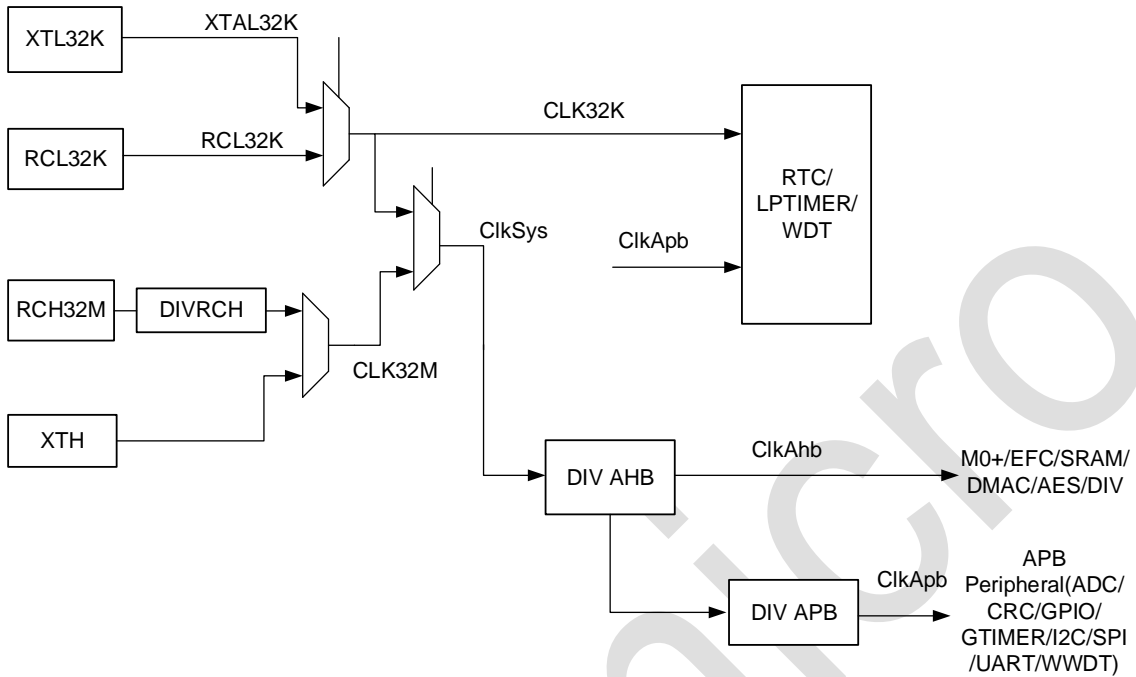 XTL32K
XTAL32K
RCL32K
RCL32K
CLK32K
RTC/
LPTIMER/
WDT
ClkSys
ClkApb
RCH32M
DIVRCH
CLK32M
XTH
DIV AHB
ClkAhb
M0+/EFC/SRAM/
DMAC/AES/DIV
DIV APB
ClkApb
APB
Peripheral(ADC/
CRC/GPIO/
GTIMER/I2C/SPI
/UART/WWDT)
micro